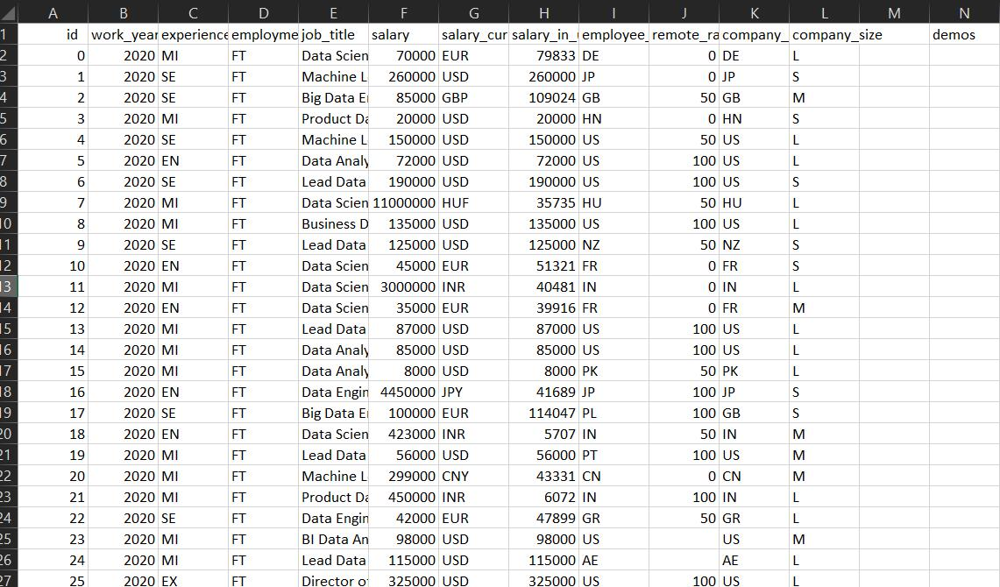 A B C D E F G H I J K L M N
1 id work_year experience employme job_title salary salary_cur salary_in_ employee_ remote_ra company_ company_size demos
2 0 2020 MI FT Data Scien 70000 EUR 79833 DE 0 DE L
3 1 2020 SE FT Machine L 260000 USD 260000 JP 0 JP S
4 2 2020 SE FT Big Data E 85000 GBP 109024 GB 50 GB M
5 3 2020 MI FT Product Da 20000 USD 20000 HN 0 HN S
6 4 2020 SE FT Machine L 150000 USD 150000 US 50 US L
7 5 2020 EN FT Data Analy 72000 USD 72000 US 100 US L
8 6 2020 SE FT Lead Data 190000 USD 190000 US 100 US S
9 7 2020 MI FT Data Scien 11000000 HUF 35735 HU 50 HU L
10 8 2020 MI FT Business D 135000 USD 135000 US 100 US L
11 9 2020 SE FT Lead Data 125000 USD 125000 NZ 50 NZ S
12 10 2020 EN FT Data Scien 45000 EUR 51321 FR 0 FR S
13 11 2020 MI FT Data Scien 3000000 INR 40481 IN 0 IN L
14 12 2020 EN FT Data Scien 35000 EUR 39916 FR 0 FR M
15 13 2020 MI FT Lead Data 87000 USD 87000 US 100 US L
16 14 2020 MI FT Data Analy 85000 USD 85000 US 100 US L
17 15 2020 MI FT Data Analy 8000 USD 8000 PK 50 PK L
18 16 2020 EN FT Data Engin 4450000 JPY 41689 JP 100 JP S
19 17 2020 SE FT Big Data E 100000 EUR 114047 PL 100 GB S
20 18 2020 EN FT Data Scien 423000 INR 5707 IN 50 IN M
21 19 2020 MI FT Lead Data 56000 USD 56000 PT 100 US M
22 20 2020 MI FT Machine L 299000 CNY 43331 CN 0 CN M
23 21 2020 MI FT Product Da 450000 INR 6072 IN 100 IN L
24 22 2020 SE FT Data Engin 42000 EUR 47899 GR 50 GR L
25 23 2020 MI FT BI Data An 98000 USD 98000 US US M
26 24 2020 MI FT Lead Data 115000 USD 115000 AE AE L
27 25 2020 EX FT Director o 325000 USD 325000 US 100 US L